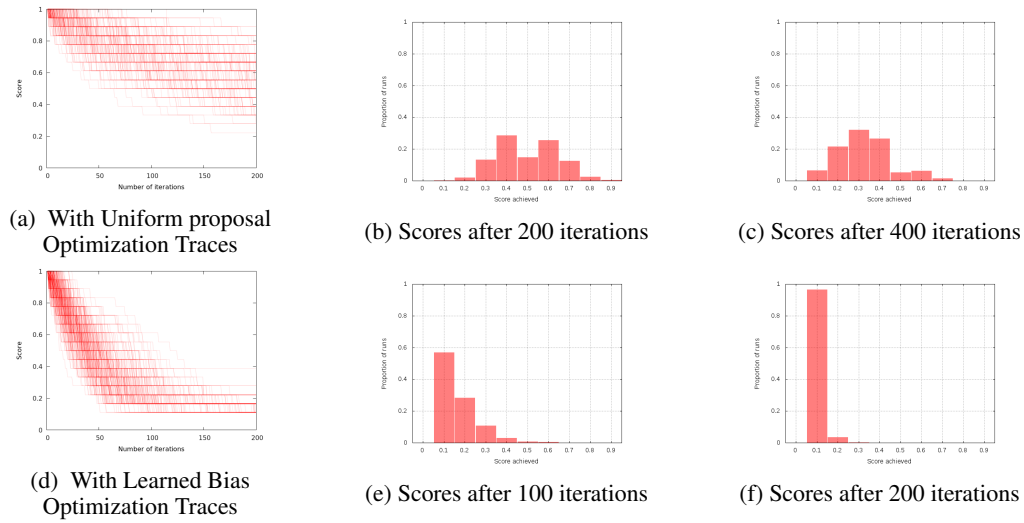 1
0.8
0.6
0.4
0.2
0
0
50
100
150
200
Score
Number of iterations
(a) With Uniform proposal
Optimization Traces
1
0.8
0.6
0.4
0.2
0
0 0.1 0.2 0.3 0.4 0.5 0.6 0.7 0.8 0.9
Proportion of runs
Score achieved
(b) Scores after 200 iterations
1
0.8
0.6
0.4
0.2
0
0 0.1 0.2 0.3 0.4 0.5 0.6 0.7 0.8 0.9
Proportion of runs
Score achieved
(c) Scores after 400 iterations
1
0.8
0.6
0.4
0.2
0
0
50
100
150
200
Score
Number of iterations
(d) With Learned Bias
Optimization Traces
1
0.8
0.6
0.4
0.2
0
0 0.1 0.2 0.3 0.4 0.5 0.6 0.7 0.8 0.9
Proportion of runs
Score achieved
(e) Scores after 100 iterations
1
0.8
0.6
0.4
0.2
0
0 0.1 0.2 0.3 0.4 0.5 0.6 0.7 0.8 0.9
Proportion of runs
Score achieved
(f) Scores after 200 iterations